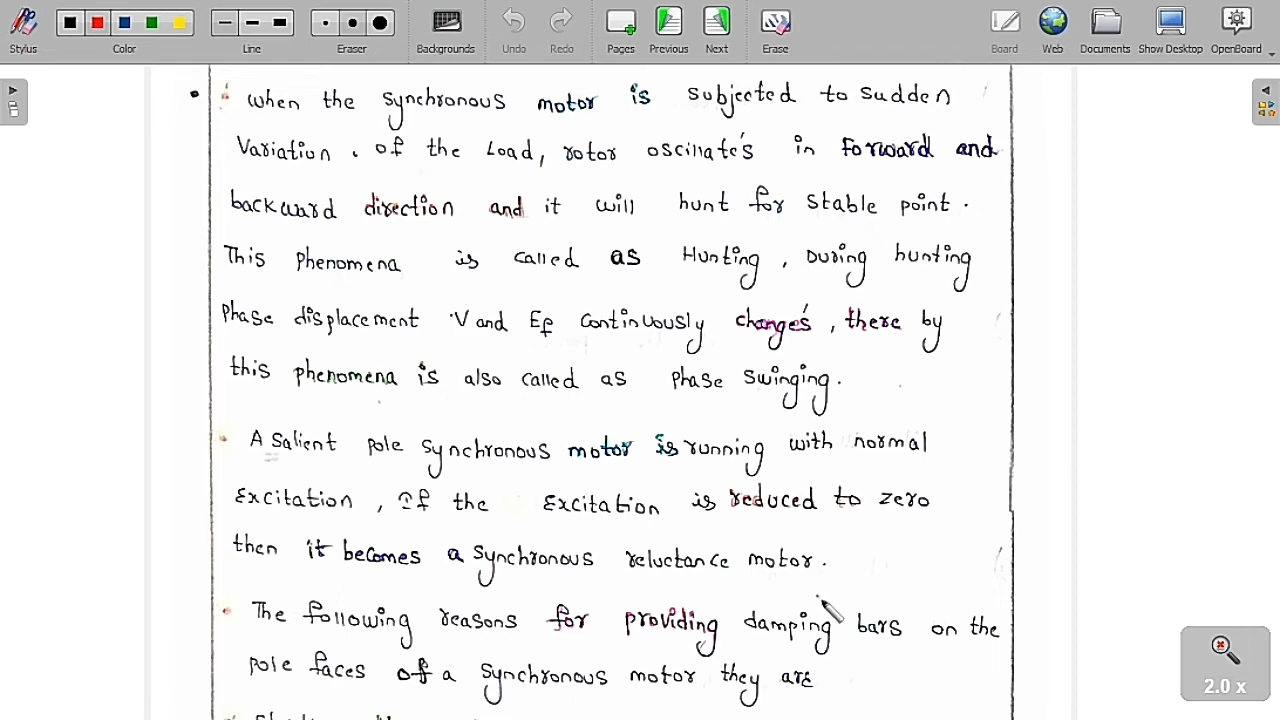 Stylus
Color
Line
Eraser
Backgrounds
Undo
Redo
Pages
Previous
Next
Erase
Board
Web
Documents
Show Desktop
OpenBoard
• When the synchronous motor is subjected to sudden
Variation . Of the Load, rotor oscillate's in forward and
backward direction and it will hunt for stable point .
This phenomena is called as Hunting , During hunting
Phase displacement V and Ef Continuously change's , there by
this phenomena is also called as phase swinging .
• A Salient pole synchronous motor is running with normal
Excitation , If the Excitation is reduced to zero
then it becomes a synchronous reluctance motor .
• The following reasons for providing damping bars on the
pole faces of a synchronous motor they are
2.0 x